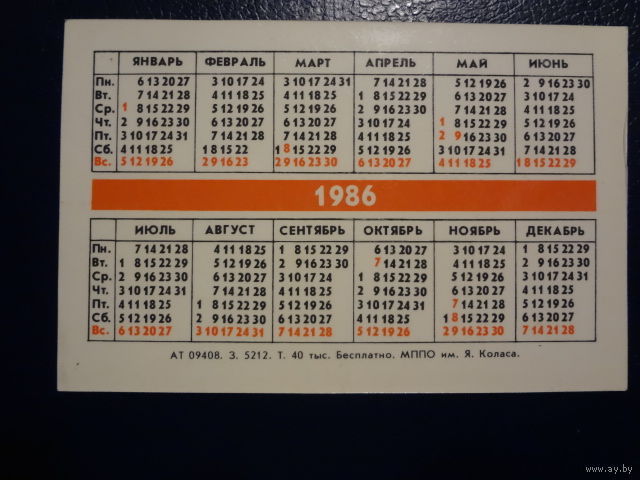 ЯНВАРЬ ФЕВРАЛЬ МАРТ АПРЕЛЬ МАЙ ИЮНЬ
Пн. 6 13 20 27 3 10 17 24 3 10 17 24 31 7 14 21 28 5 12 19 26 2 9 16 23 30
Вт. 7 14 21 28 4 11 18 25 4 11 18 25 1 8 15 22 29 6 13 20 27 3 10 17 24
Ср. 1 8 15 22 29 5 12 19 26 5 12 19 26 2 9 16 23 30 7 14 21 28 4 11 18 25
Чт. 2 9 16 23 30 6 13 20 27 6 13 20 27 3 10 17 24 1 8 15 22 29 5 12 19 26
Пт. 3 10 17 24 31 7 14 21 28 7 14 21 28 4 11 18 25 2 9 16 23 30 6 13 20 27
Сб. 4 11 18 25 1 8 15 22 1 8 15 22 29 5 12 19 26 3 10 17 24 31 7 14 21 28
Вс. 5 12 19 26 2 9 16 23 2 9 16 23 30 6 13 20 27 4 11 18 25 1 8 15 22 29
1986
ИЮЛЬ АВГУСТ СЕНТЯБРЬ ОКТЯБРЬ НОЯБРЬ ДЕКАБРЬ
Пн. 7 14 21 28 4 11 18 25 1 8 15 22 29 6 13 20 27 3 10 17 24 1 8 15 22 29
Вт. 1 8 15 22 29 5 12 19 26 2 9 16 23 30 7 14 21 28 4 11 18 25 2 9 16 23 30
Ср. 2 9 16 23 30 6 13 20 27 3 10 17 24 1 8 15 22 29 5 12 19 26 3 10 17 24 31
Чт. 3 10 17 24 31 7 14 21 28 4 11 18 25 2 9 16 23 30 6 13 20 27 4 11 18 25
Пт. 4 11 18 25 1 8 15 22 29 5 12 19 26 3 10 17 24 31 7 14 21 28 5 12 19 26
Сб. 5 12 19 26 2 9 16 23 30 6 13 20 27 4 11 18 25 1 8 15 22 29 6 13 20 27
Вс. 6 13 20 27 3 10 17 24 31 7 14 21 28 5 12 19 26 2 9 16 23 30 7 14 21 28
АТ 09408. З. 5212. Т. 40 тыс. Бесплатно. МППО им. Я. Коласа.
www.ay.by